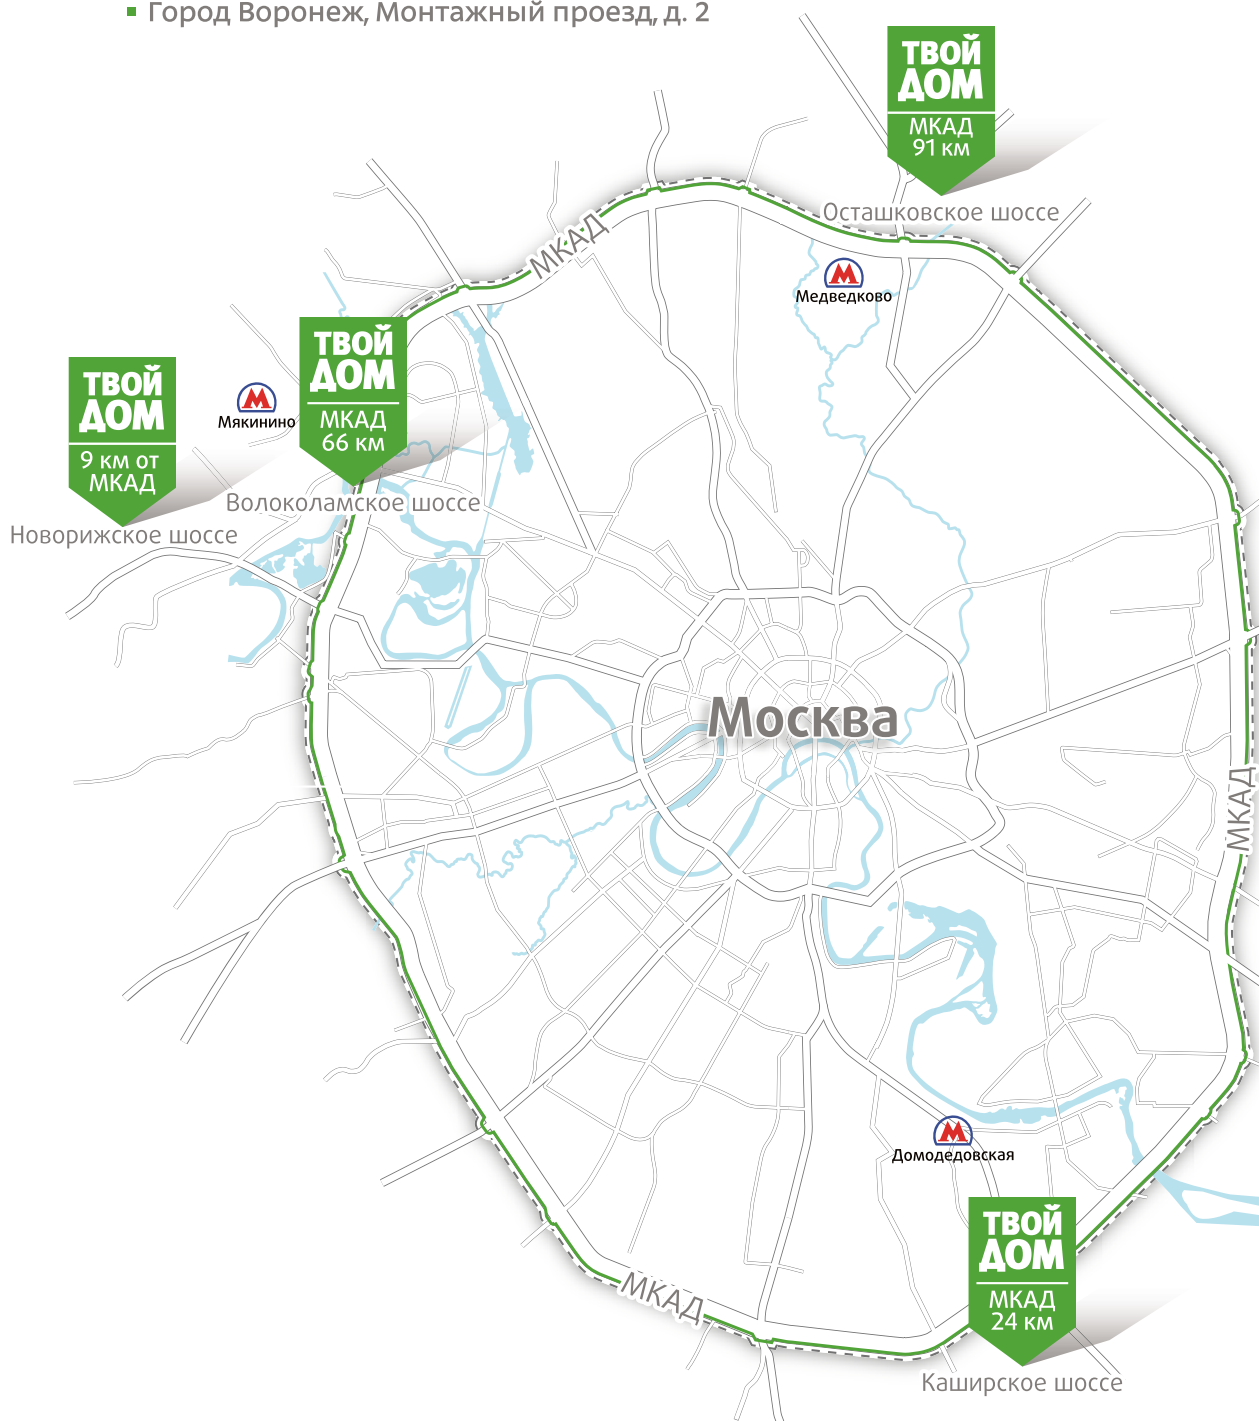 Город Воронеж, Монтажный проезд, д. 2
ТВОЙ
ДОМ
МКАД
91 км
Осташковское шоссе
МКАД
Медведково
ТВОЙ
ДОМ
МКАД
66 км
Волоколамское шоссе
Мякинино
ТВОЙ
ДОМ
9 км от
МКАД
Новорижское шоссе
Москва
МКАД
Домодедовская
ТВОЙ
ДОМ
МКАД
24 км
Каширское шоссе
МКАД